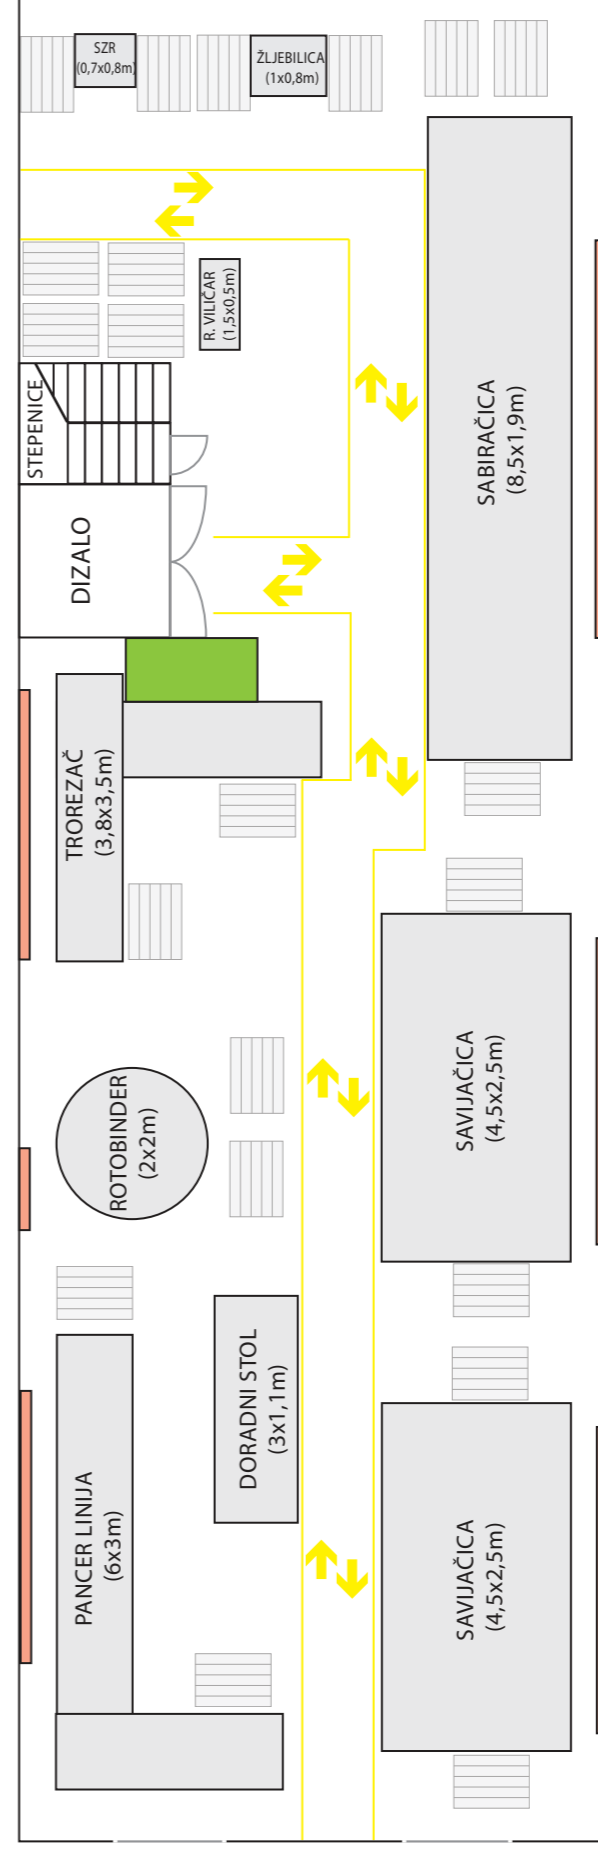 SZR
(0,7x0,8m)
ŽLJEBILICA
(1x0,8m)
R. VILIČAR
(1,5x0,5m)
STEPENICE
DIZALO
SABIRAČICA
(8,5x1,9m)
TROREZAČ
(3,8x3,5m)
SAVIJAČICA
(4,5x2,5m)
ROTOBINDER
(2x2m)
DORADNI STOL
(3x1,1m)
PANCER LINIJA
(6x3m)
SAVIJAČICA
(4,5x2,5m)